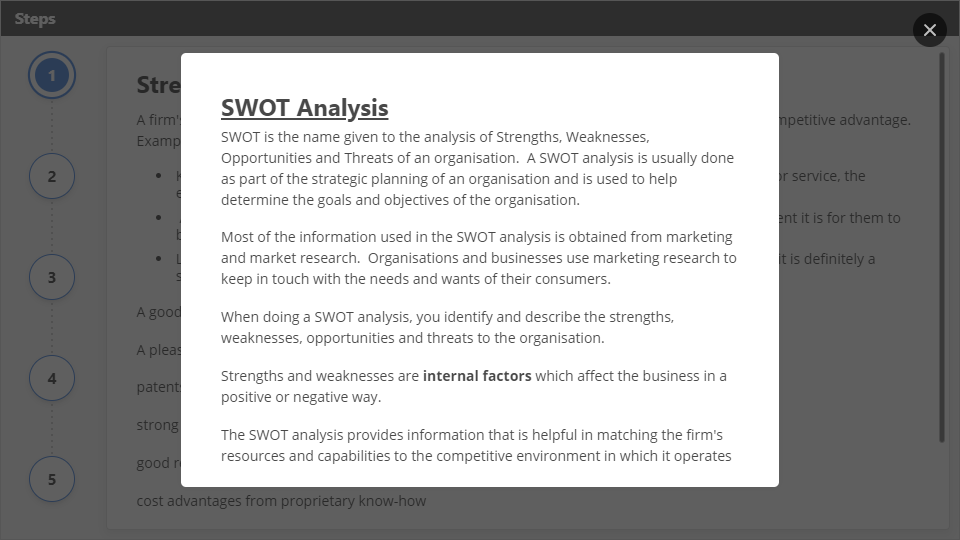 Steps
1
2
3
4
5
A firm's
mpetitive advantage.
or service, the
ent it is for them to
it is definitely a
A good
strong
good
cost advantages from proprietary know-how
SWOT Analysis
SWOT is the name given to the analysis of Strengths, Weaknesses,
Opportunities and Threats of an organisation.  A SWOT analysis is usually done
as part of the strategic planning of an organisation and is used to help
determine the goals and objectives of the organisation.
Most of the information used in the SWOT analysis is obtained from marketing
and market research.  Organisations and businesses use marketing research to
keep in touch with the needs and wants of their consumers.
When doing a SWOT analysis, you identify and describe the strengths,
weaknesses, opportunities and threats to the organisation.
Strengths and weaknesses are internal factors which affect the business in a
positive or negative way.
The SWOT analysis provides information that is helpful in matching the firm's
resources and capabilities to the competitive environment in which it operates